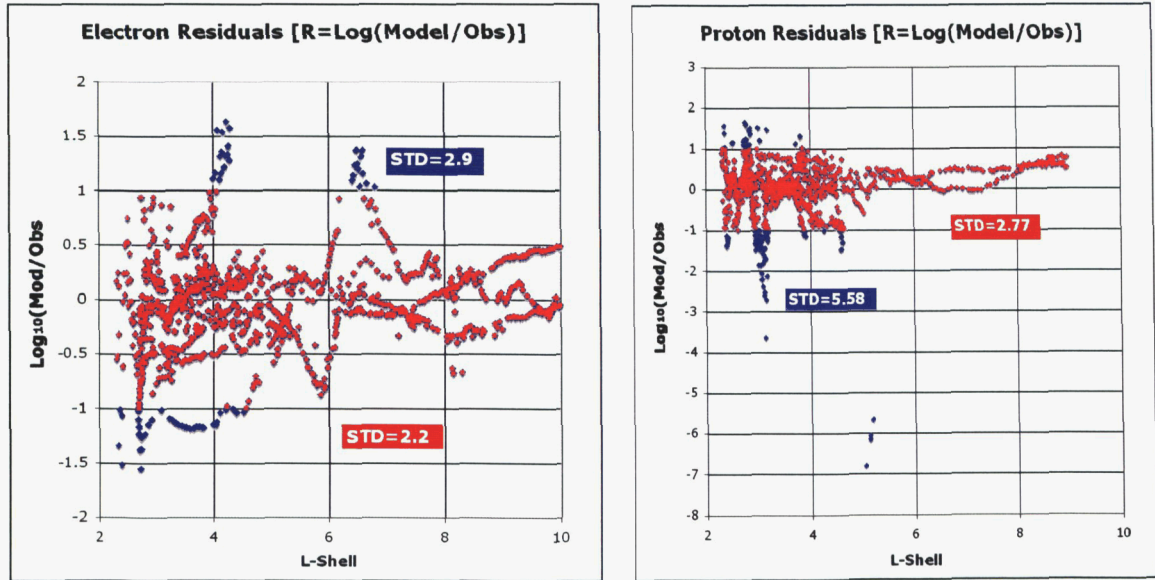 Electron Residuals [R=Log(Model/Obs)]
2
1.5
1
0.5
0
-0.5
-1
-1.5
-2
Log10(Mod/Obs
STD=2.9
STD=2.2
2 4 6 8 10
L-Shell
Proton Residuals [R=Log(Model/Obs)]
3
2
1
0
-1
-2
-3
-4
-5
-6
-7
-8
Log10(Mod/Obs
STD=2.77
STD=5.58
2 4 6 8 10
L-Shell